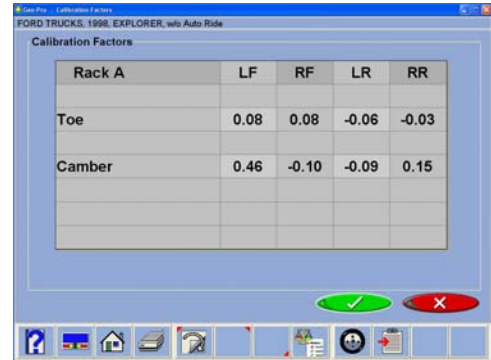 Geo-Pro : Calibration Factors
FORD TRUCKS, 1998, EXPLORER, w/o Auto Ride
Calibration Factors
Rack A LF RF LR RR
Toe 0.08 0.08 -0.06 -0.03
Camber 0.46 -0.10 -0.09 0.15